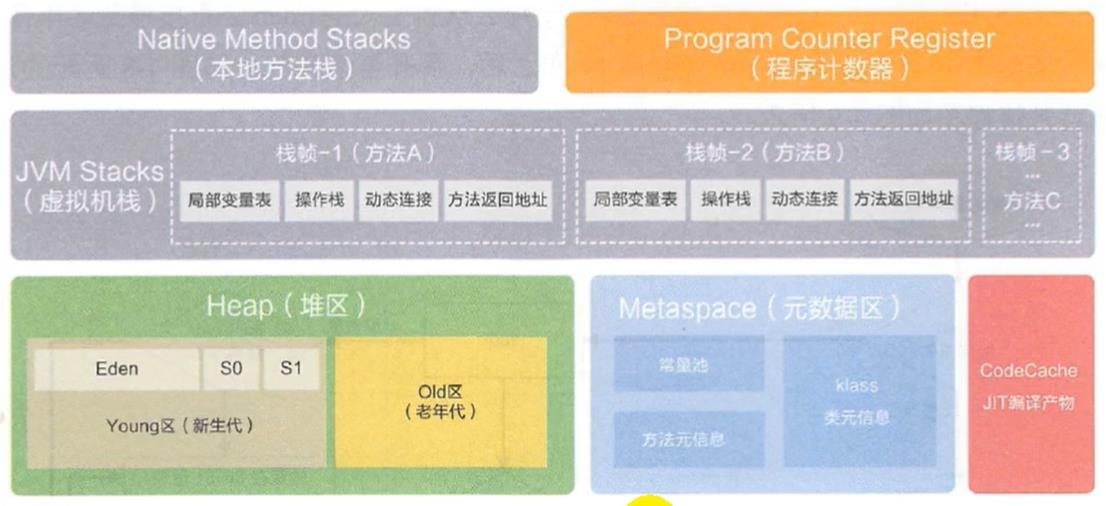 Native Method Stacks
（本地方法栈）
Program Counter Register
（程序计数器）
JVM Stacks
（虚拟机栈）
栈帧-1（方法A）
局部变量表
操作栈
动态连接
方法返回地址
栈帧-2（方法B）
局部变量表
操作栈
动态连接
方法返回地址
栈帧-3
...
方法C
...
Heap（堆区）
Eden
S0
S1
Young区（新生代）
Old区
（老年代）
Metaspace（元数据区）
常量池
方法元信息
klass
类元信息
CodeCache
JIT编译产物